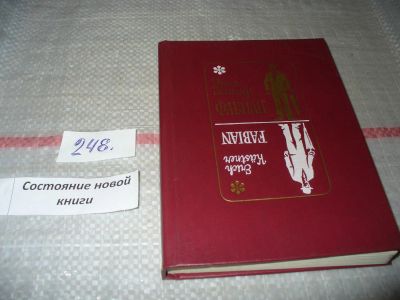 248.
Состояние новой
книги
Erich
Kästner
FABIAN